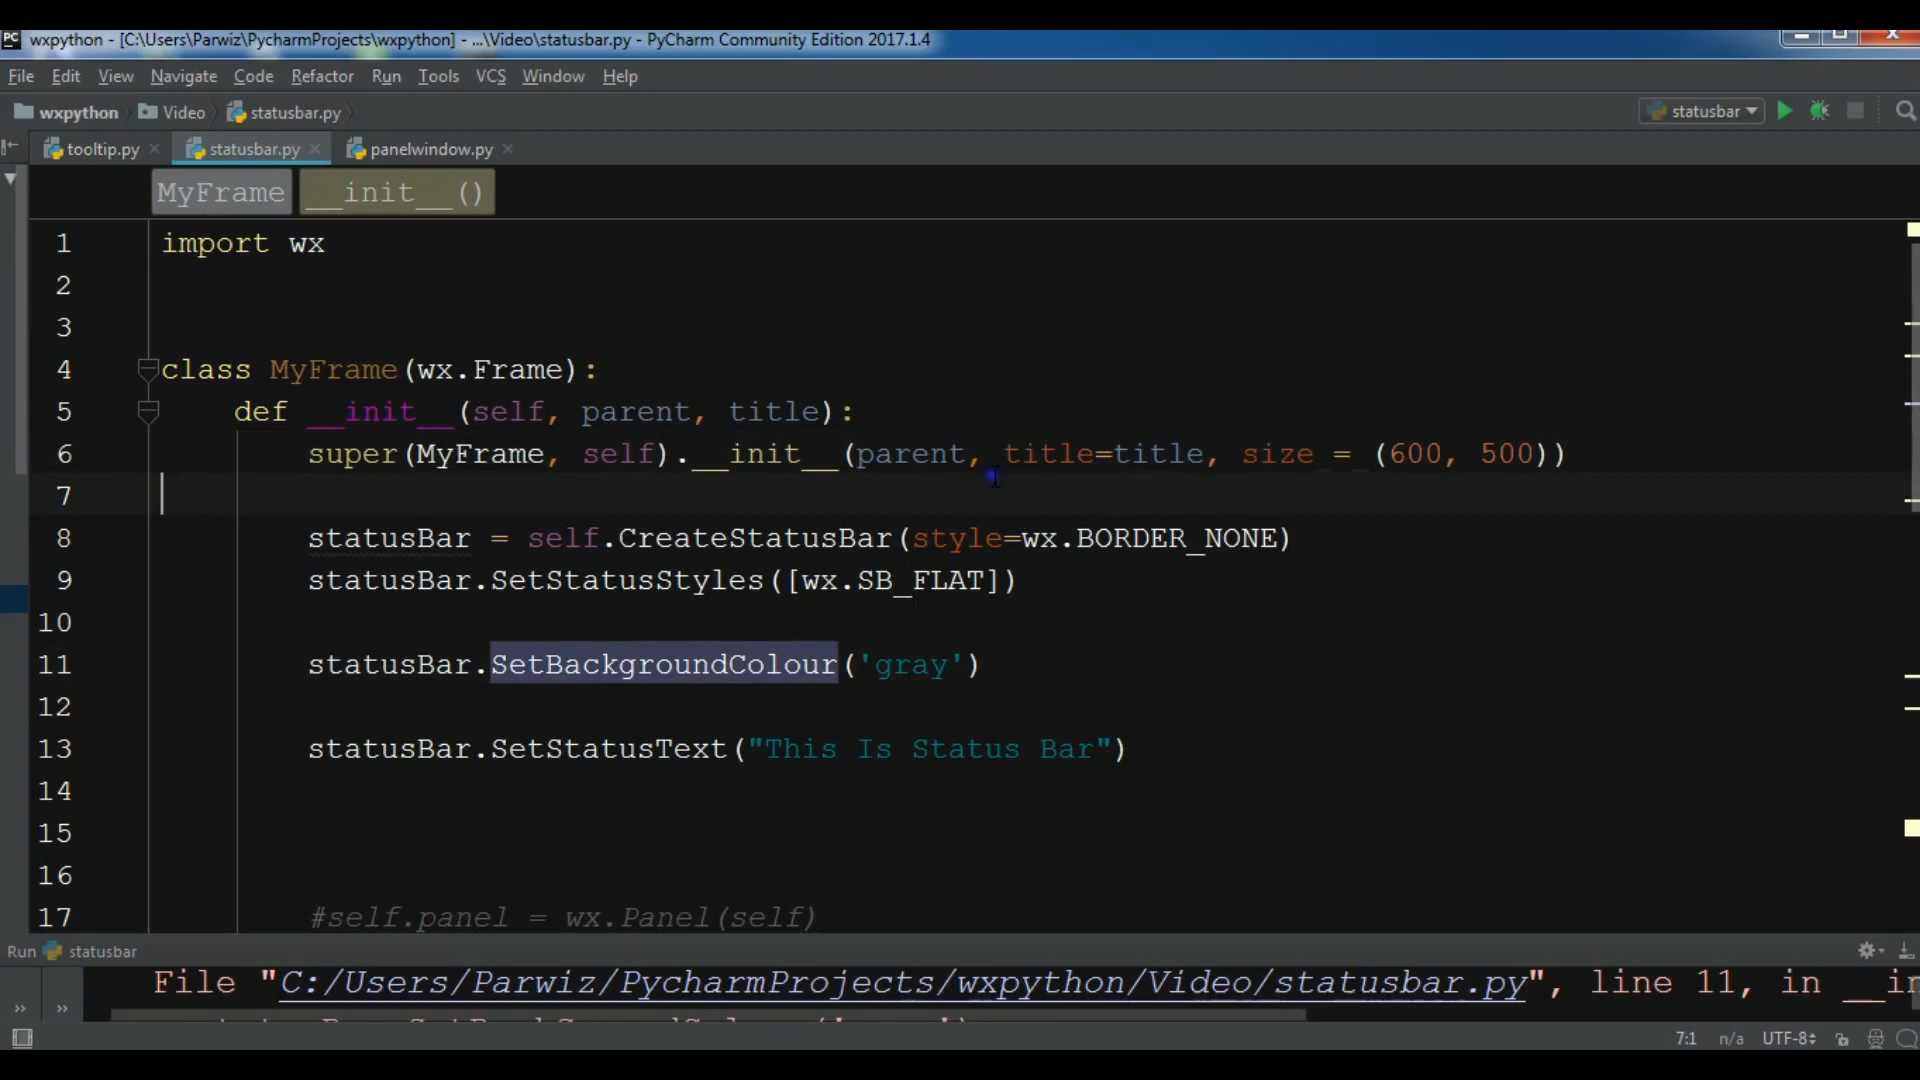 PC wxpython - [C:\Users\Parwiz\PycharmProjects\wxpython] - ...\Video\statusbar.py - PyCharm Community Edition 2017.1.4
File Edit View Navigate Code Refactor Run Tools VCS Window Help
wxpython Video statusbar.py statusbar
tooltip.py statusbar.py panelwindow.py
MyFrame __init__()
1 import wx
2
3
4 class MyFrame(wx.Frame):
5 def __init__(self, parent, title):
6 super(MyFrame, self).__init__(parent, title=title, size = (600, 500))
7
8 statusBar = self.CreateStatusBar(style=wx.BORDER_NONE)
9 statusBar.SetStatusStyles([wx.SB_FLAT])
10
11 statusBar.SetBackgroundColour('gray')
12
13 statusBar.SetStatusText("This Is Status Bar")
14
15
16
17 #self.panel = wx.Panel(self)
Run statusbar
File "C:/Users/Parwiz/PycharmProjects/wxpython/Video/statusbar.py", line 11, in
7:1 n/a UTF-8